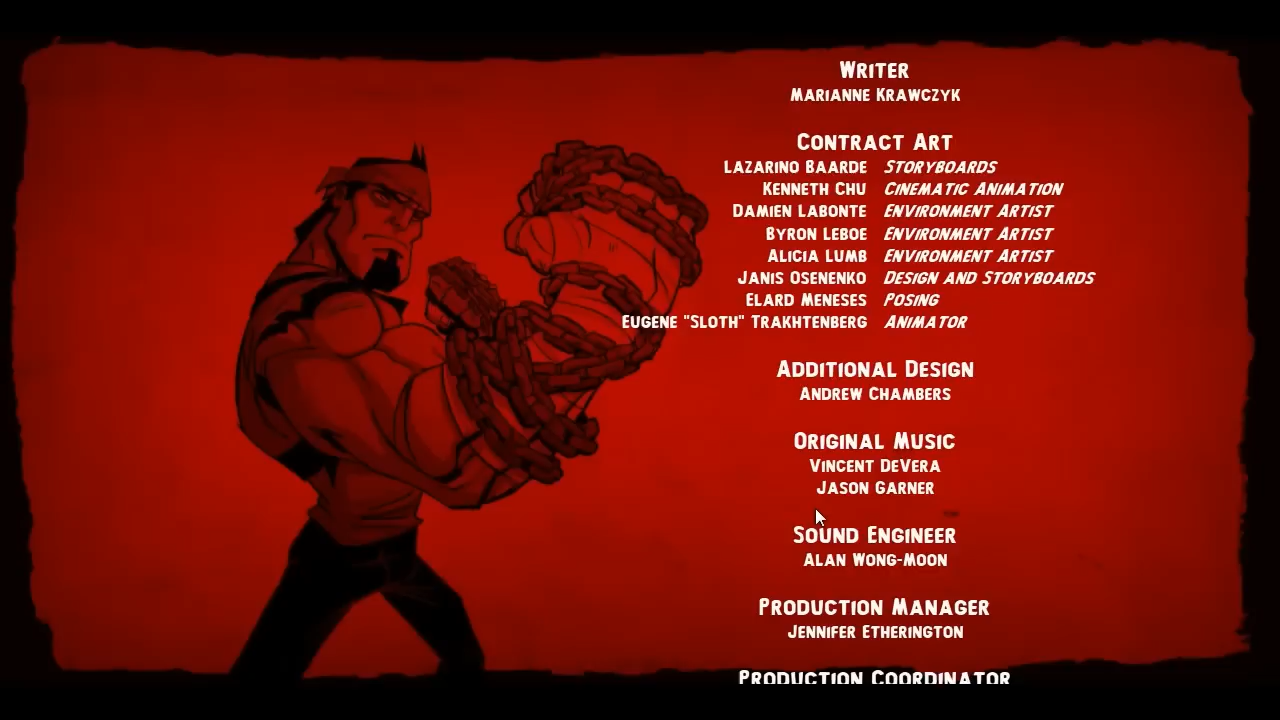 Writer
Marianne Krawczyk
Contract Art
Lazarino Baarde Storyboards
Kenneth Chu Cinematic Animation
Damien Labonte Environment Artist
Byron Leboe Environment Artist
Alicia Lumb Environment Artist
Janis Osenenko Design and Storyboards
Elard Meneses Posing
Eugene "Sloth" Trakhtenberg Animator
Additional Design
Andrew Chambers
Original Music
Vincent DeVera
Jason Garner
Sound Engineer
Alan Wong-Moon
Production Manager
Jennifer Etherington
Production Coordinator